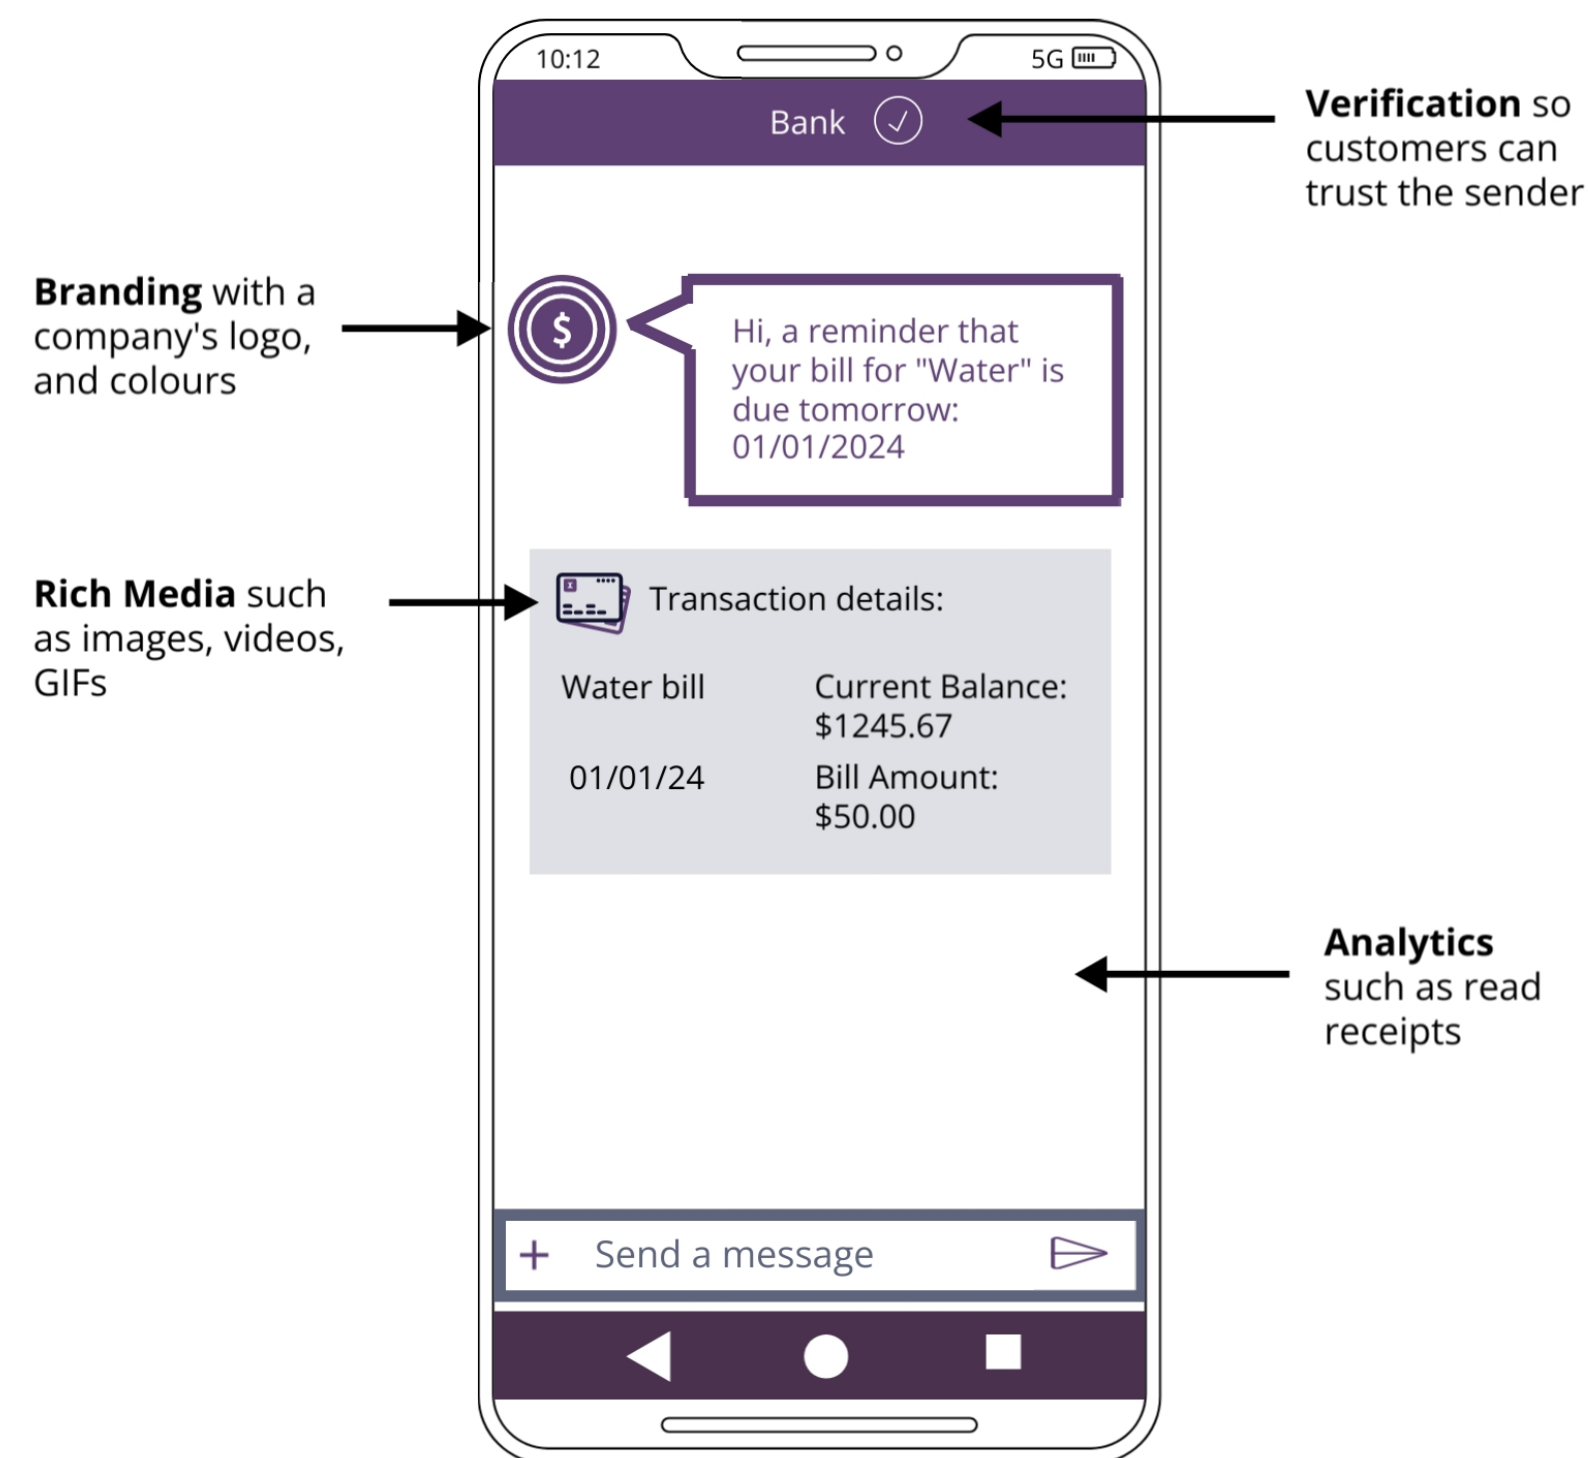 10:12
5G
Bank
Verification so
customers can
trust the sender
Branding with a
company's logo,
and colours
$
Hi, a reminder that
your bill for "Water" is
due tomorrow:
01/01/2024
Rich Media such
as images, videos,
GIFs
Transaction details:
Water bill
Current Balance:
$1245.67
01/01/24
Bill Amount:
$50.00
Analytics
such as read
receipts
+ Send a message